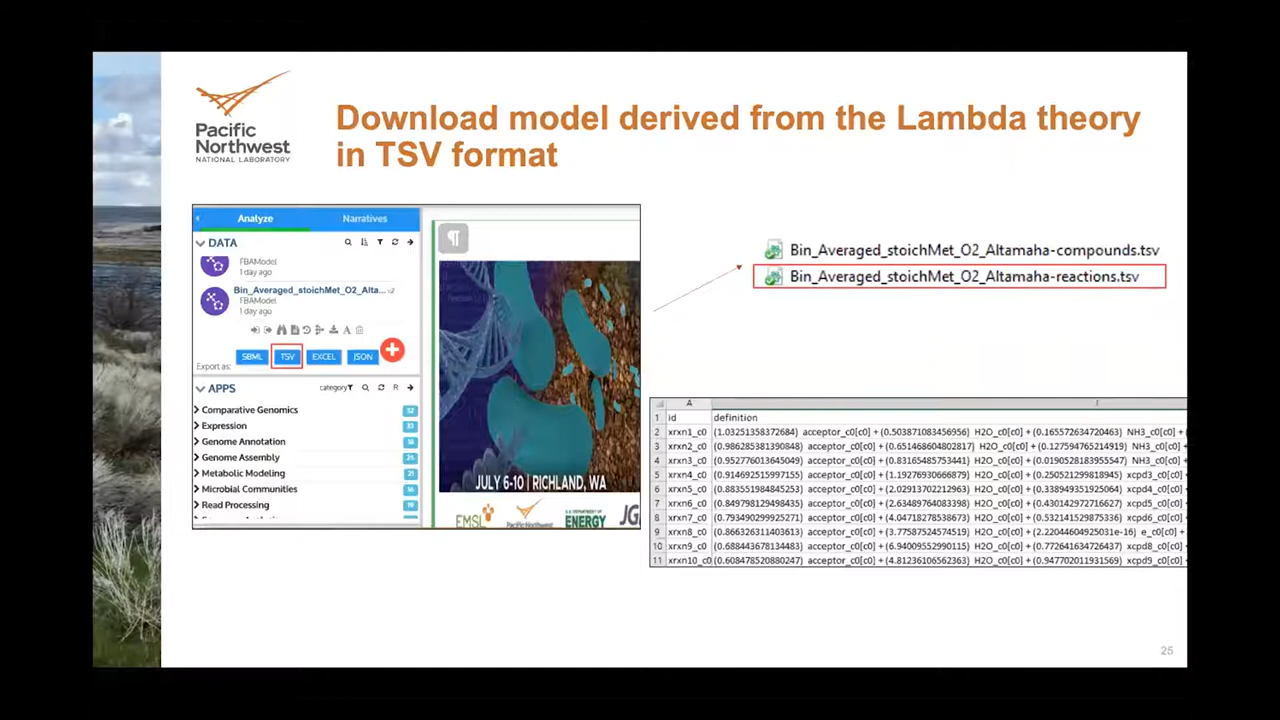 Pacific
Northwest
NATIONAL LABORATORY
Download model derived from the Lambda theory
in TSV format
Analyze
Narratives
DATA
FBAModel
1 day ago
Bin_Averaged_stoichMet_O2_Alta...
FBAModel
1 day ago
Export as:
SBML
TSV
EXCEL
JSON
APPS
category
R
Comparative Genomics
Expression
Genome Annotation
Genome Assembly
Metabolic Modeling
21
Microbial Communities
Read Processing
JULY 6-10 | RICHLAND, WA
EMSL
Pacific Northwest
U.S. DEPARTMENT OF
ENERGY
JG
Bin_Averaged_stoichMet_O2_Altamaha-compounds.tsv
Bin_Averaged_stoichMet_O2_Altamaha-reactions.tsv
A
1 id definition
2 xrxn1_c0 (1.03251358372684) acceptor_c0[c0] + (0.503871083456956) H2O_c0[c0] + (0.165572634720463) NH3_c0[c0] +
3 xrxn2_c0 (0.986285381390848) acceptor_c0[c0] + (0.651468604802817) H2O_c0[c0] + (0.127594765214919) NH3_c0[c0] +
4 xrxn3_c0 (0.952776013645049) acceptor_c0[c0] + (0.83165485753441) H2O_c0[c0] + (0.0190528183955547) NH3_c0[c0]
5 xrxn4_c0 (0.914692515997155) acceptor_c0[c0] + (1.19276930666879) H2O_c0[c0] + (0.250521299818945) xcpd4_c0[c0]
6 xrxn5_c0 (0.883551984845253) acceptor_c0[c0] + (2.02913702212963) H2O_c0[c0] + (0.338949351925064) xcpd4_c0[c0]
7 xrxn6_c0 (0.849798129498435) acceptor_c0[c0] + (2.63489764083398) H2O_c0[c0] + (0.430142972716627) xcpd5_c0[c0]
8 xrxn7_c0 (0.793490299925271) acceptor_c0[c0] + (4.04718278538673) H2O_c0[c0] + (0.532141529875336) xcpd6_c0[c0]
9 xrxn8_c0 (0.866326311403613) acceptor_c0[c0] + (3.77587524574519) H2O_c0[c0] + (2.22044604925031e-16) e_c0[c0] +
10 xrxn9_c0 (0.688443678134483) acceptor_c0[c0] + (6.94009552990115) H2O_c0[c0] + (0.772641634726437) xcpd8_c0[c0]
11 xrxn10_c0 (0.608478520880247) acceptor_c0[c0] + (4.81236106562363) H2O_c0[c0] + (0.947702011931569) xcpd9_c0[c0]
25